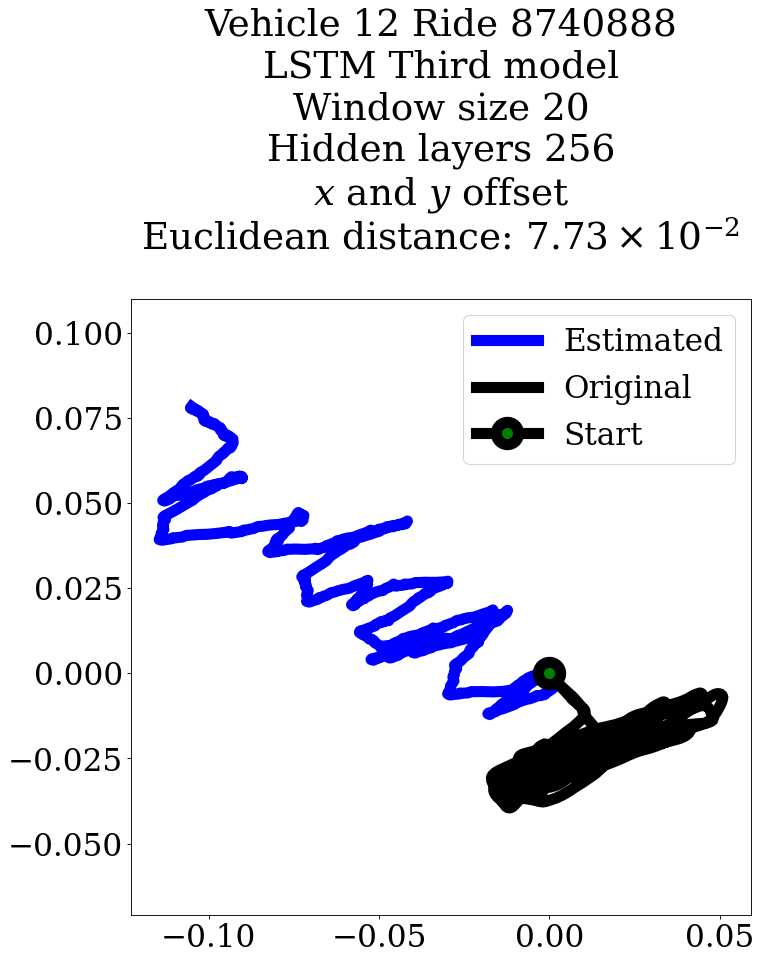 Vehicle 12 Ride 8740888
LSTM Third model
Window size 20
Hidden layers 256
x and y offset
Euclidean distance: 7.73 × 10⁻²
Estimated
Original
Start
0.100
0.075
0.050
0.025
0.000
−0.025
−0.050
−0.10
−0.05
0.00
0.05